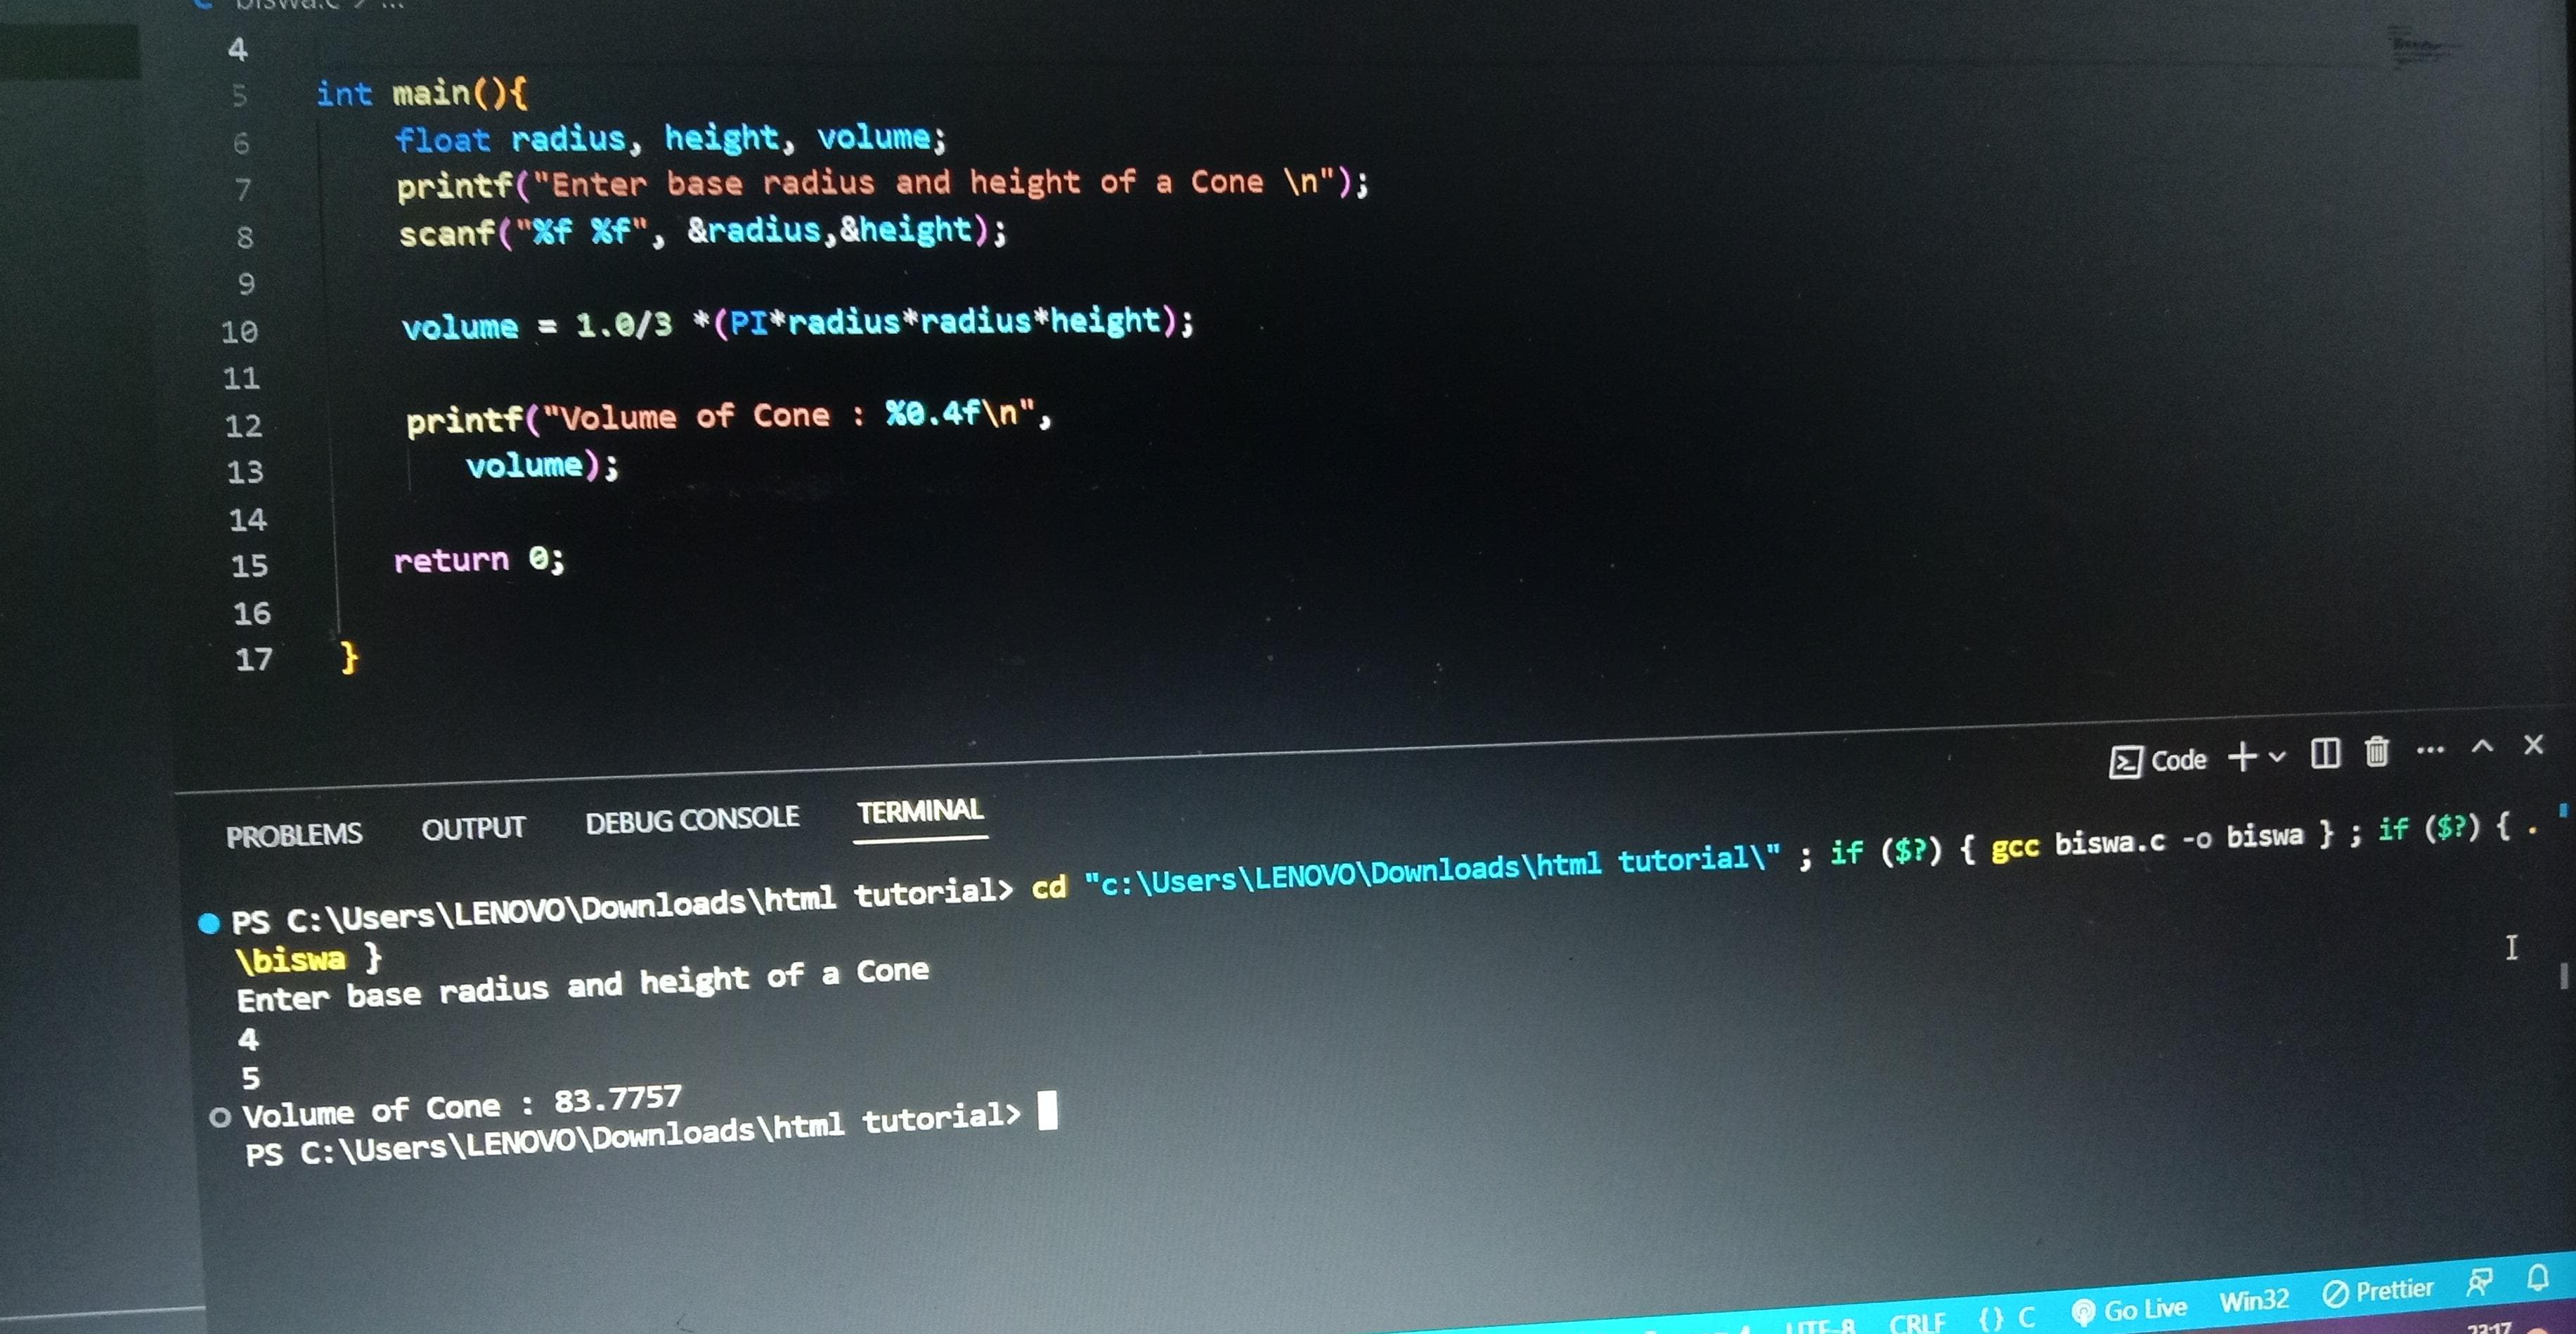 biswa.c > ...
4
5 int main(){
6 float radius, height, volume;
7 printf("Enter base radius and height of a Cone \n");
8 scanf("%f %f", &radius,&height);
9
10 volume = 1.0/3 *(PI*radius*radius*height);
11
12 printf("Volume of Cone : %0.4f\n",
13 volume);
14
15 return 0;
16
17 }
Code
PROBLEMS OUTPUT DEBUG CONSOLE TERMINAL
PS C:\Users\LENOVO\Downloads\html tutorial> cd "c:\Users\LENOVO\Downloads\html tutorial\" ; if ($?) { gcc biswa.c -o biswa } ; if ($?) { .
\biswa }
Enter base radius and height of a Cone
4
5
Volume of Cone : 83.7757
PS C:\Users\LENOVO\Downloads\html tutorial>
UTF-8 CRLF {} C Go Live Win32 Prettier
22:17